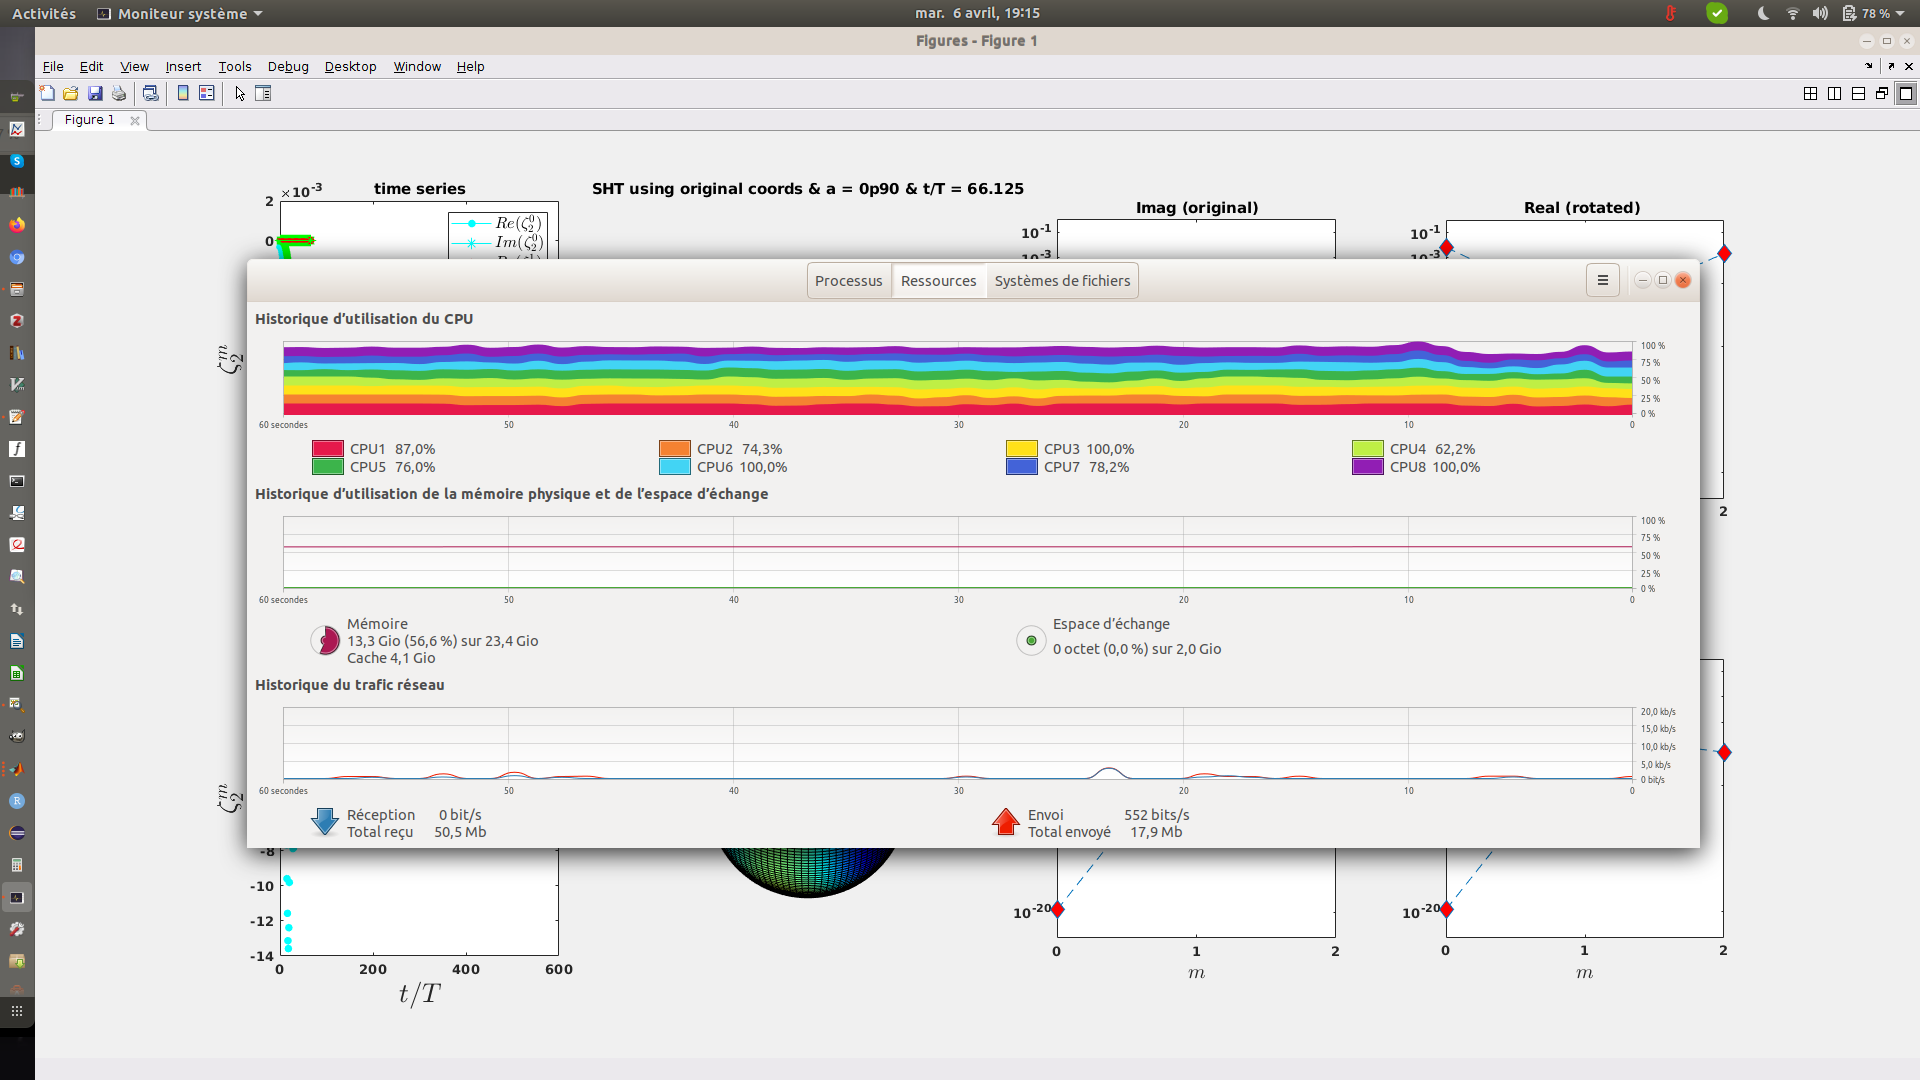 Activités
Moniteur système
mar. 6 avril, 19:15
78 %
Figures - Figure 1
File Edit View Insert Tools Debug Desktop Window Help
Figure 1
×10-3
time series
SHT using original coords & a = 0p90 & t/T = 66.125
Imag (original)
Real (rotated)
2
0
Re(ζ20)
Im(ζ20)
10-1
10-3
10-1
10-3
Processus Ressources Systèmes de fichiers
Historique d'utilisation du CPU
100 %
75 %
50 %
25 %
0 %
60 secondes 50 40 30 20 10 0
CPU1 87,0% CPU2 74,3% CPU3 100,0% CPU4 62,2%
CPU5 76,0% CPU6 100,0% CPU7 78,2% CPU8 100,0%
Historique d'utilisation de la mémoire physique et de l'espace d'échange
100 %
75 %
50 %
25 %
0 %
60 secondes 50 40 30 20 10 0
Mémoire
13,3 Gio (56,6 %) sur 23,4 Gio
Cache 4,1 Gio
Espace d'échange
0 octet (0,0 %) sur 2,0 Gio
Historique du trafic réseau
20,0 kb/s
15,0 kb/s
10,0 kb/s
5,0 kb/s
0 bit/s
60 secondes 50 40 30 20 10 0
Réception 0 bit/s
Total reçu 50,5 Mb
Envoi 552 bits/s
Total envoyé 17,9 Mb
ζ2m
ζ2m
2
-8
-10
-12
-14
0 200 400 600
t/T
10-20
0 1 2
m
10-20
0 1 2
m